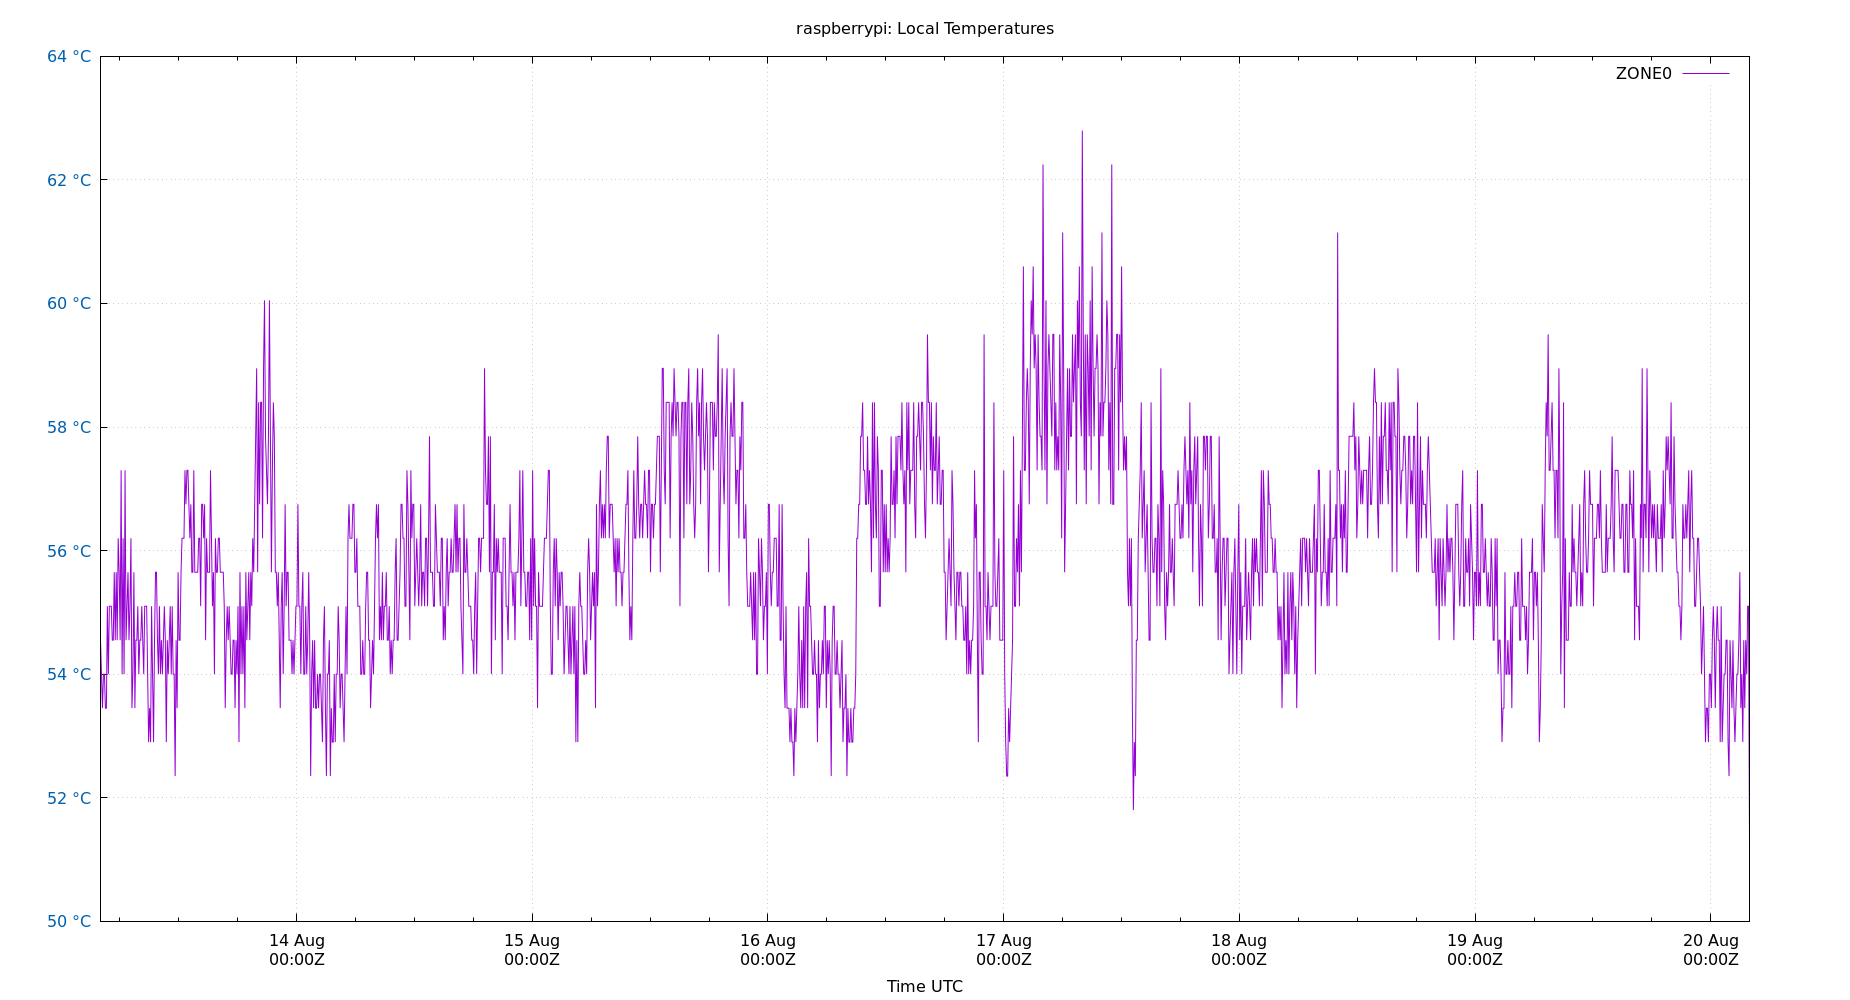 raspberrypi: Local Temperatures
64 °C
ZONE0
62 °C
60 °C
58 °C
56 °C
54 °C
52 °C
50 °C
14 Aug 15 Aug 16 Aug 17 Aug 18 Aug 19 Aug 20 Aug
00:00Z 00:00Z 00:00Z 00:00Z 00:00Z 00:00Z 00:00Z
Time UTC